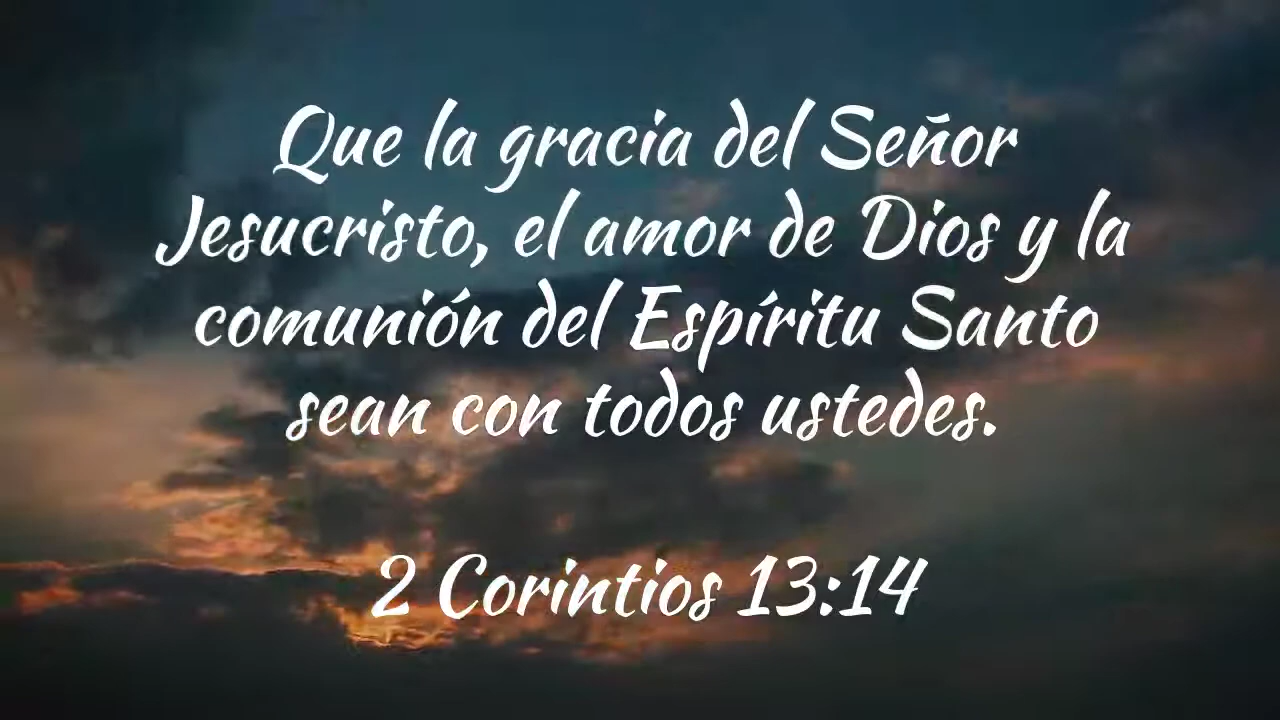 Que la gracia del Señor
Jesucristo, el amor de Dios y la
comunión del Espíritu Santo
sean con todos ustedes.
2 Corintios 13:14